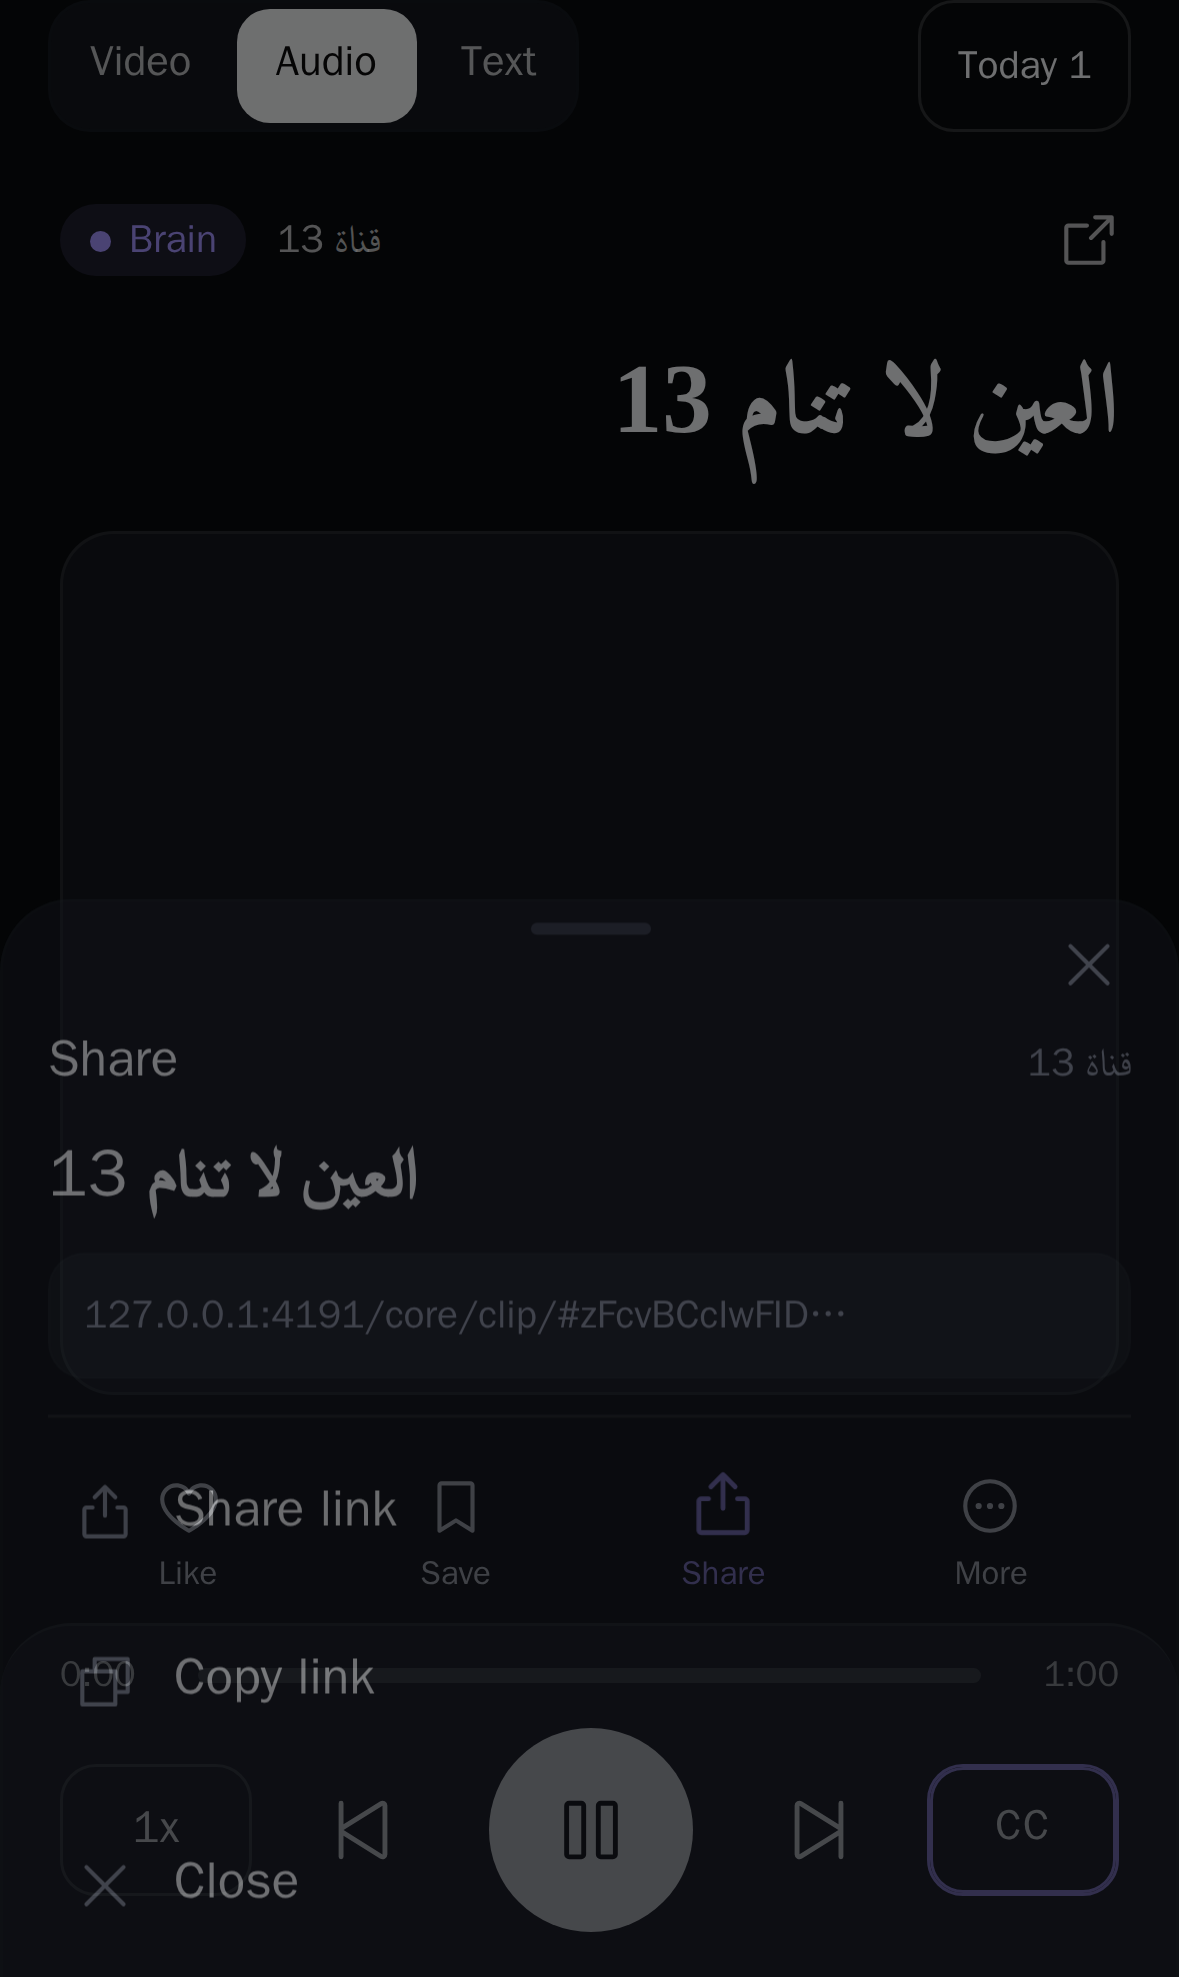 Video
Audio
Text
Today 1
Brain
قناة 13
العين لا تنام 13
Share
قناة 13
العين لا تنام 13
127.0.0.1:4191/core/clip/#zFcvBCcIwFID…
Share link
Like
Save
Share
More
0:00
Copy link
1:00
1x
CC
Close